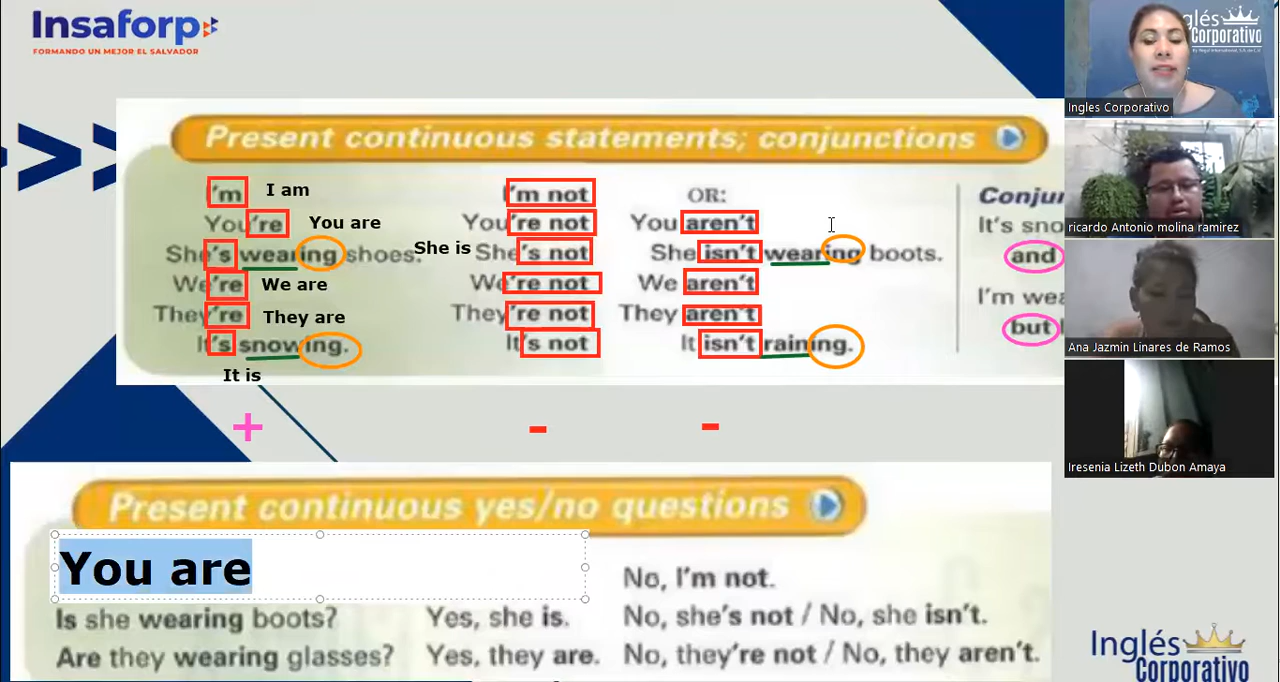 Insaforp
FORMANDO UN MEJOR EL SALVADOR
Present continuous statements; conjunctions
I'm I am I'm not OR:
You're You are You're not You aren't
She's wearing shoes. She is She's not She isn't wearing boots.
We're We are We're not We aren't
They're They are They're not They aren't
It's snowing. It's not It isn't raining.
It is
+ - -
and
but
Present continuous yes/no questions
You are
No, I'm not.
Is she wearing boots? Yes, she is. No, she's not / No, she isn't.
Are they wearing glasses? Yes, they are. No, they're not / No, they aren't.
Inglés Corporativo
Ingles Corporativo
ricardo Antonio molina ramirez
Ana Jazmin Linares de Ramos
Iresenia Lizeth Dubon Amaya